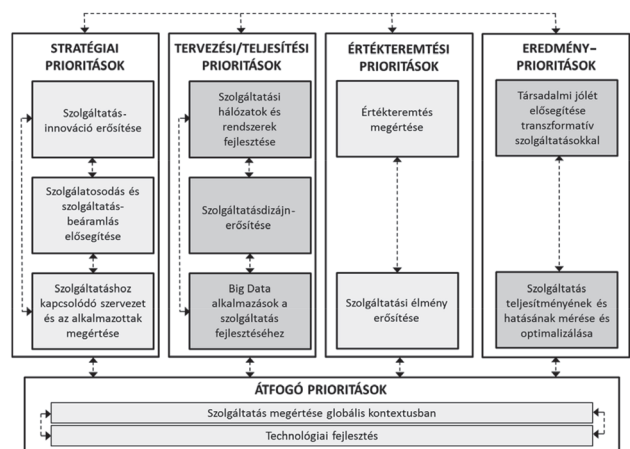 STRATÉGIAI
PRIORITÁSOK
Szolgáltatás-
innováció erősítése
Szolgálatosodás és
szolgáltatás-
beáramlás
elősegítése
Szolgáltatáshoz
kapcsolódó szervezet
és az alkalmazottak
megértése
TERVEZÉSI/TELJESÍTÉSI
PRIORITÁSOK
Szolgáltatási
hálózatok és
rendszerek
fejlesztése
Szolgáltatásdizájn-
erősítése
Big Data
alkalmazások a
szolgáltatás
fejlesztéséhez
ÉRTÉKTEREMTÉSI
PRIORITÁSOK
Értékteremtés
megértése
Szolgáltatási élmény
erősítése
EREDMÉNY–
PRIORITÁSOK
Társadalmi jólét
elősegítése
transzformatív
szolgáltatásokkal
Szolgáltatás
teljesítményének és
hatásának mérése és
optimalizálása
ÁTFOGÓ PRIORITÁSOK
Szolgáltatás megértése globális kontextusban
Technológiai fejlesztés